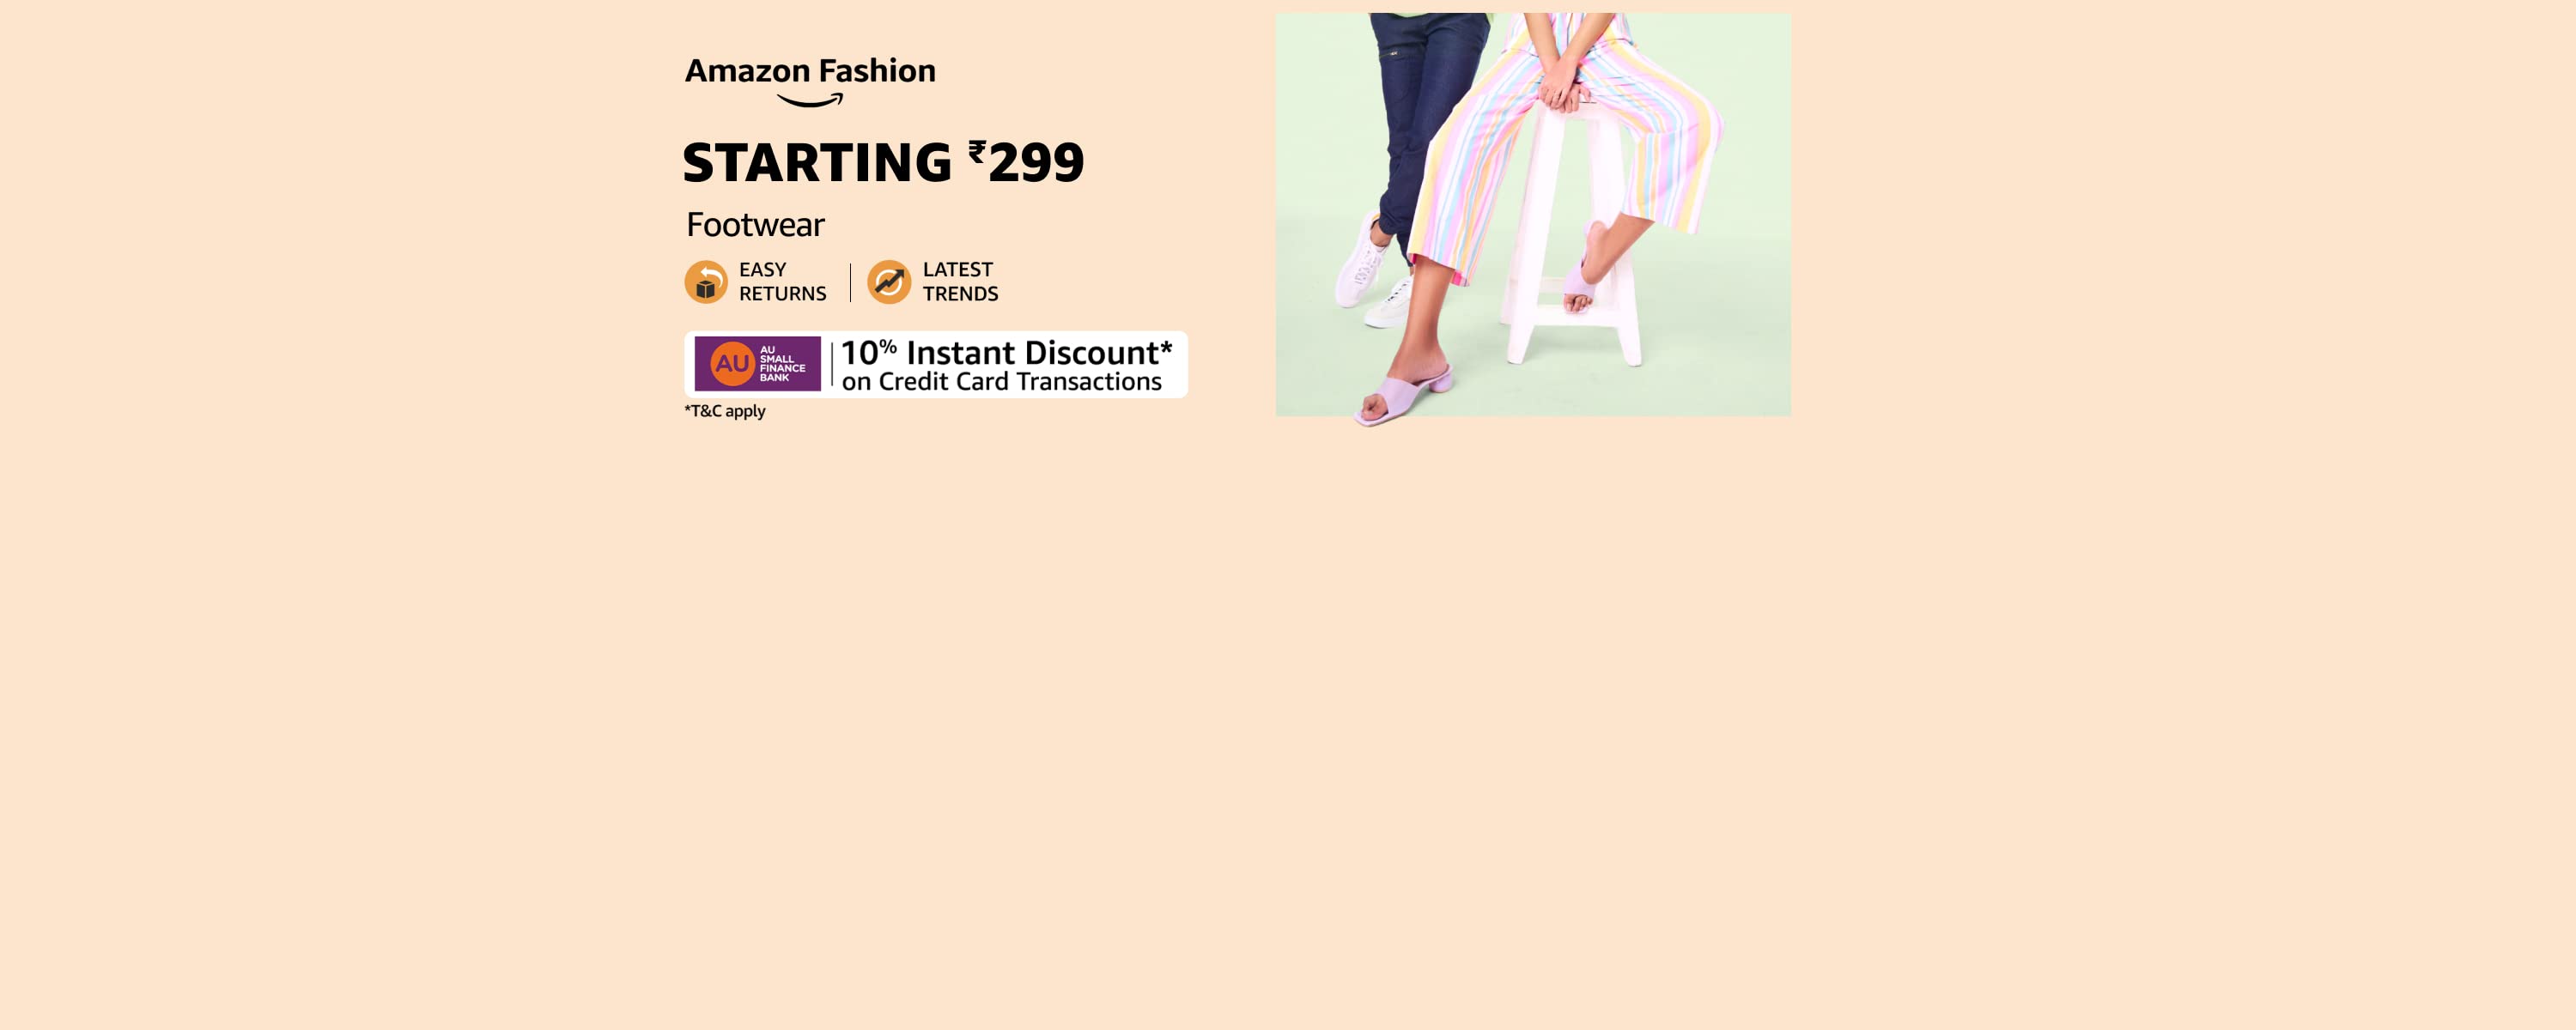 Amazon Fashion
STARTING ₹299
Footwear
EASY
RETURNS
LATEST
TRENDS
AU
AU
SMALL
FINANCE
BANK
10% Instant Discount*
on Credit Card Transactions
*T&C apply